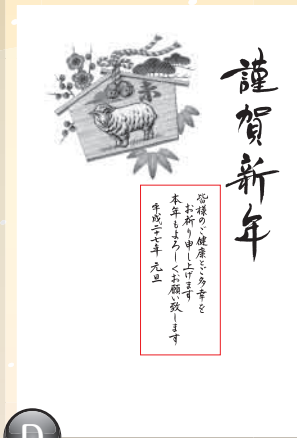 謹賀新年
皆様のご健康とご多幸を
お祈り申し上げます
本年もよろしくお願い致します
平成二十七年 元旦
D